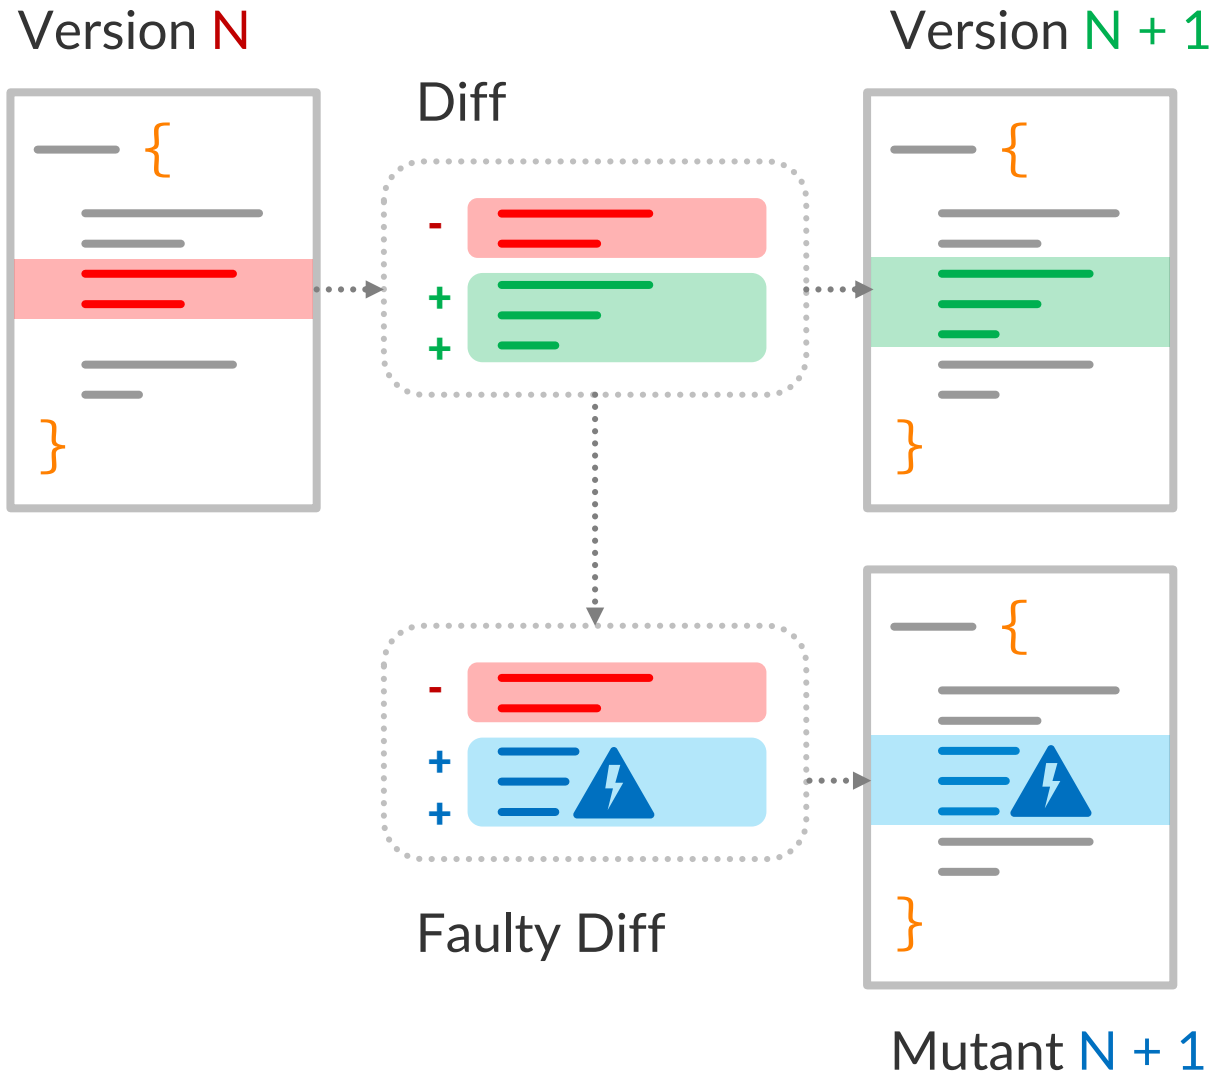 Version N
Version N + 1
Diff
{
{
-
+
+
}
}
{
-
+
+
}
Faulty Diff
Mutant N + 1